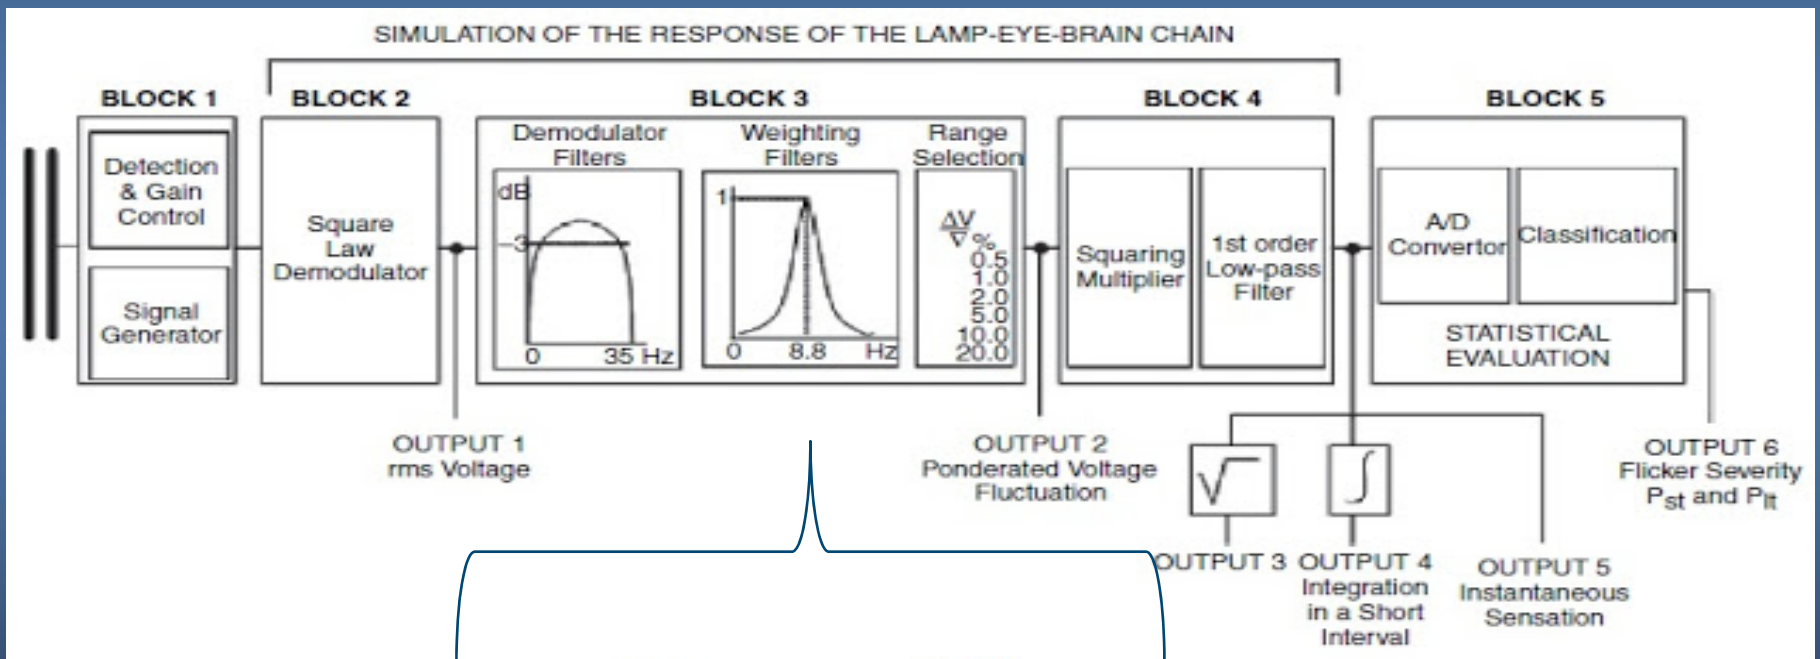 SIMULATION OF THE RESPONSE OF THE LAMP-EYE-BRAIN CHAIN
BLOCK 1
Detection
& Gain
Control
Signal
Generator
BLOCK 2
Square
Law
Demodulator
BLOCK 3
Demodulator
Filters
dB
-3
0
35 Hz
Weighting
Filters
1
0
8.8
Hz
Range
Selection
ΔV
V %
0.5
1.0
2.0
5.0
10.0
20.0
BLOCK 4
Squaring
Multiplier
1st order
Low-pass
Filter
BLOCK 5
A/D
Convertor
Classification
STATISTICAL
EVALUATION
OUTPUT 1
rms Voltage
OUTPUT 2
Ponderated Voltage
Fluctuation
√
OUTPUT 3
∫
OUTPUT 4
Integration
in a Short
Interval
OUTPUT 5
Instantaneous
Sensation
OUTPUT 6
Flicker Severity
Pst and Plt